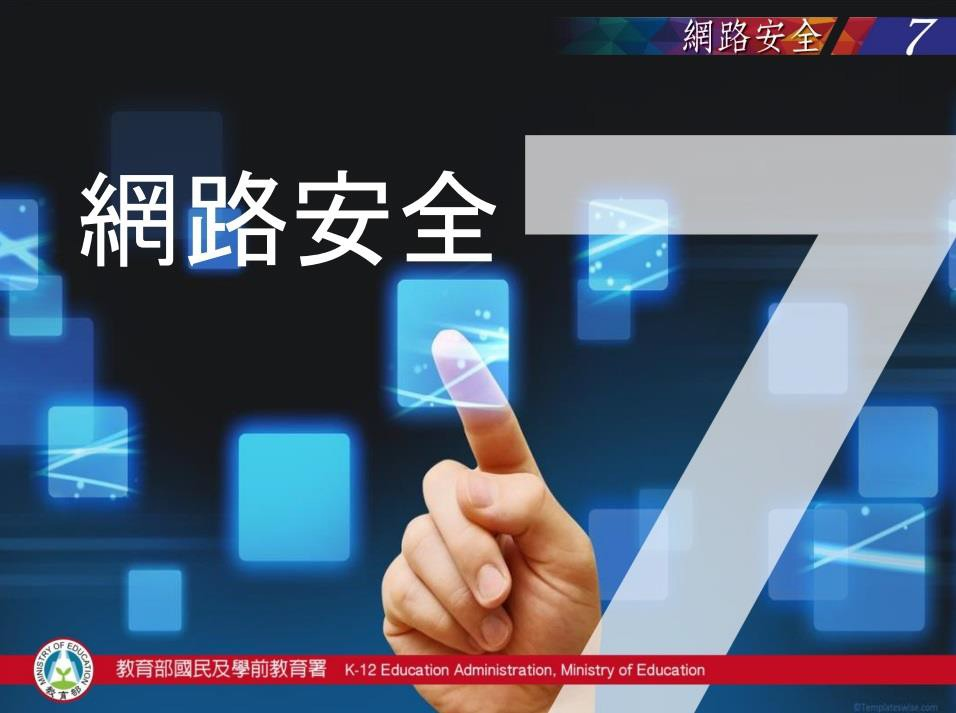 網路安全 7
網路安全
7
MINISTRY OF EDUCATION
教育部
教育部國民及學前教育署 K-12 Education Administration, Ministry of Education
©Templateswise.com